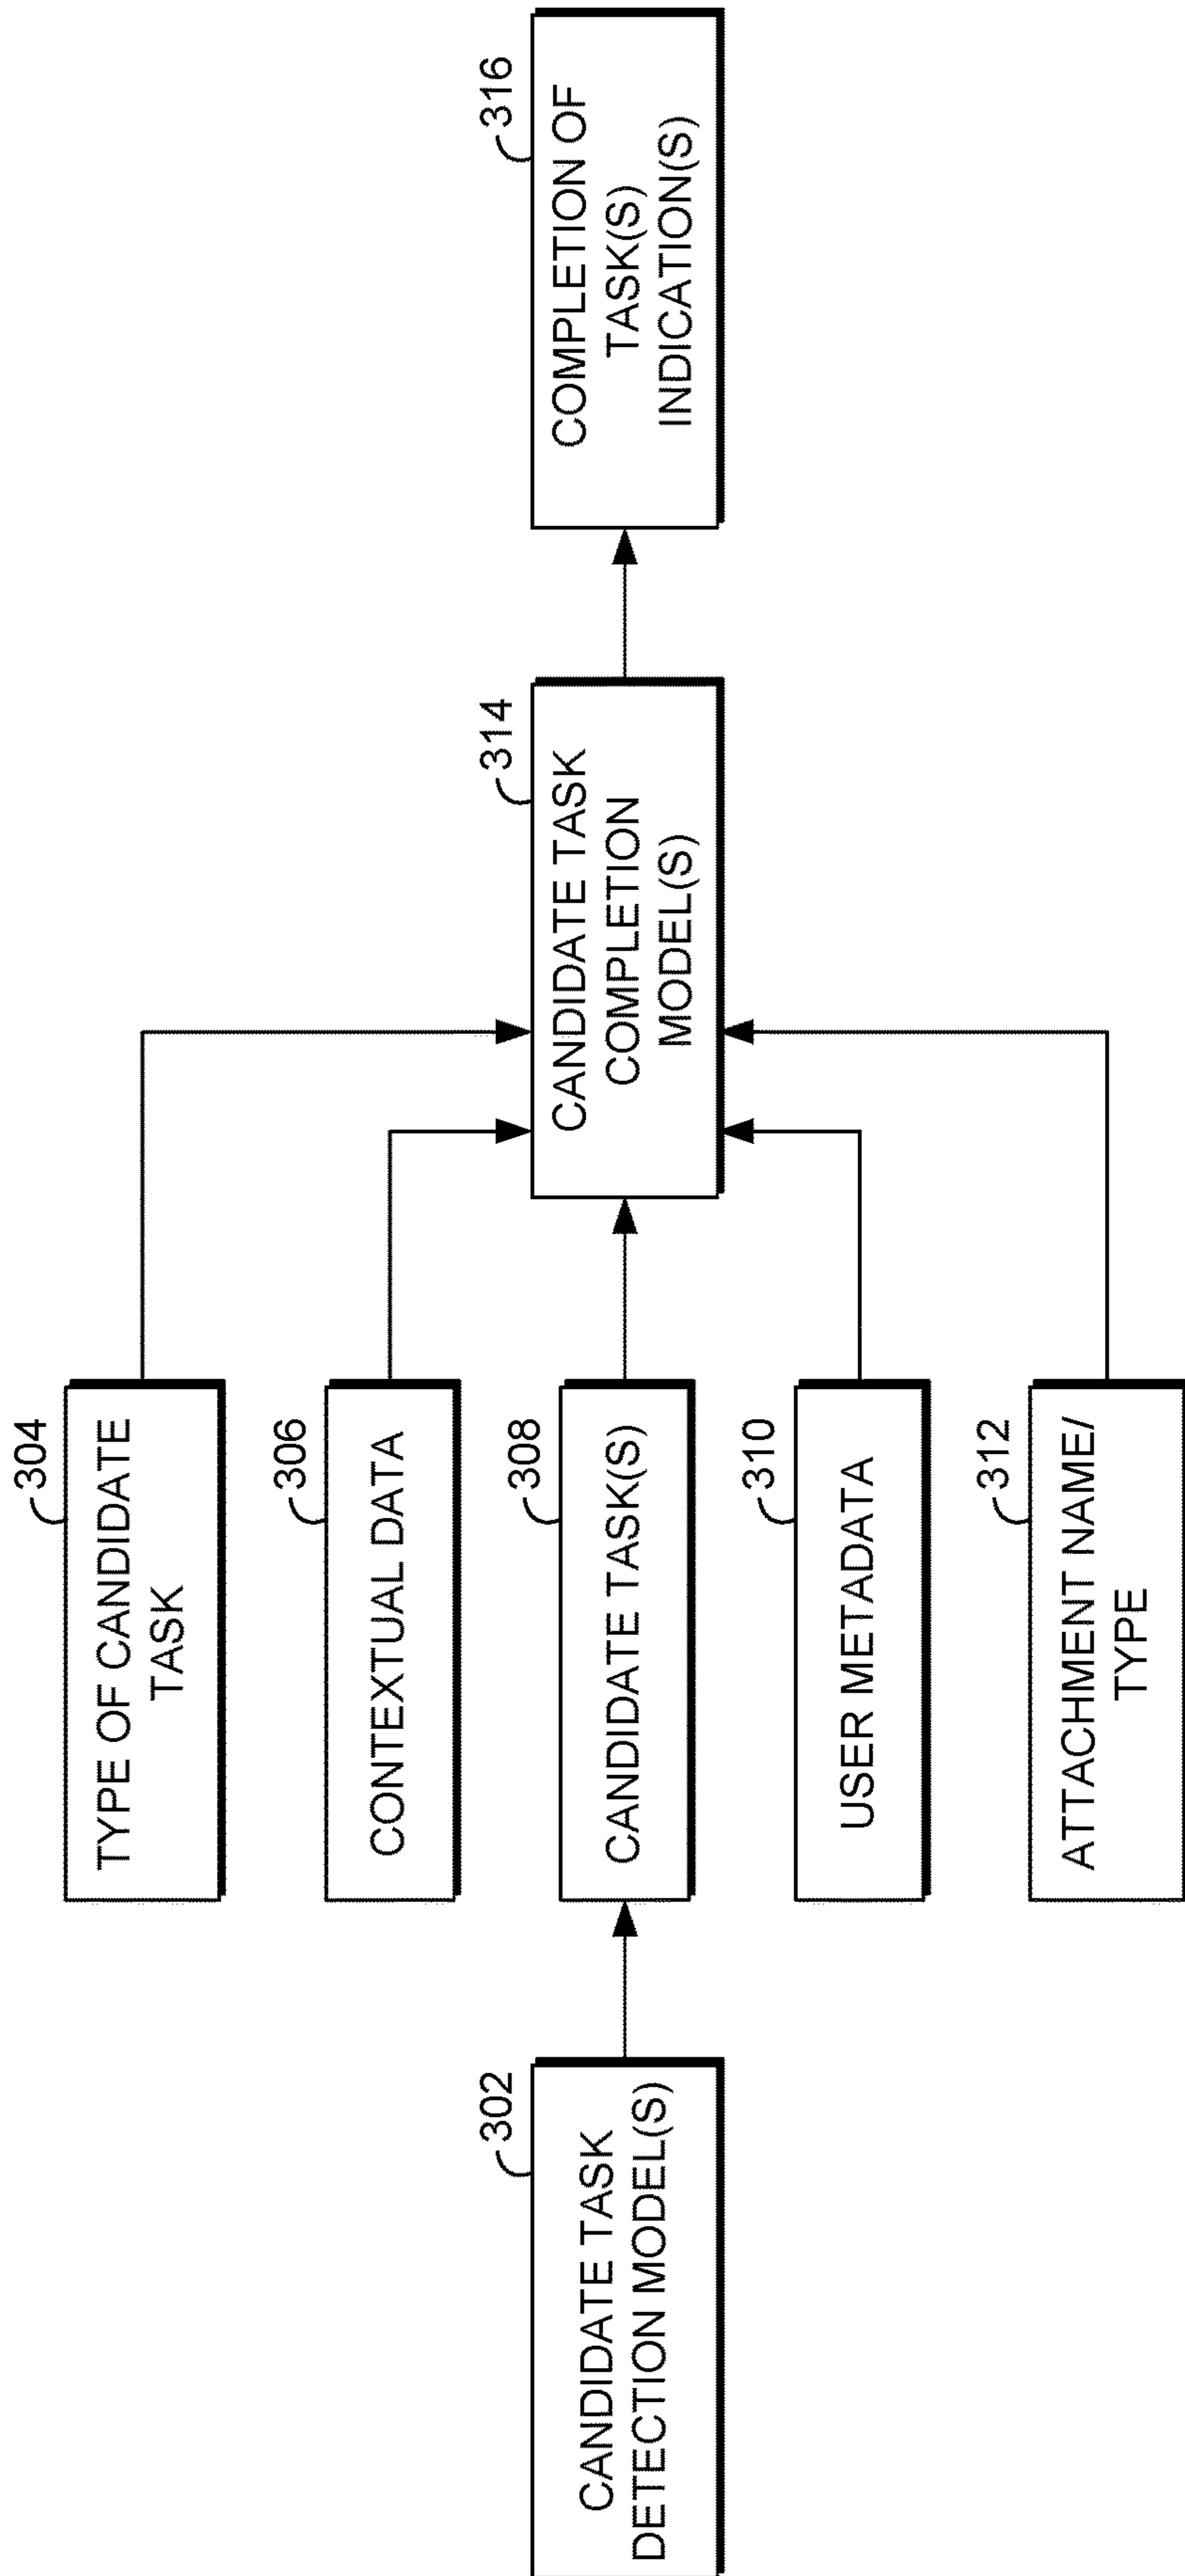 302
CANDIDATE TASK
DETECTION MODEL(S)
304
TYPE OF CANDIDATE
TASK
306
CONTEXTUAL DATA
308
CANDIDATE TASK(S)
310
USER METADATA
312
ATTACHMENT NAME/
TYPE
314
CANDIDATE TASK
COMPLETION
MODEL(S)
316
COMPLETION OF
TASK(S)
INDICATION(S)